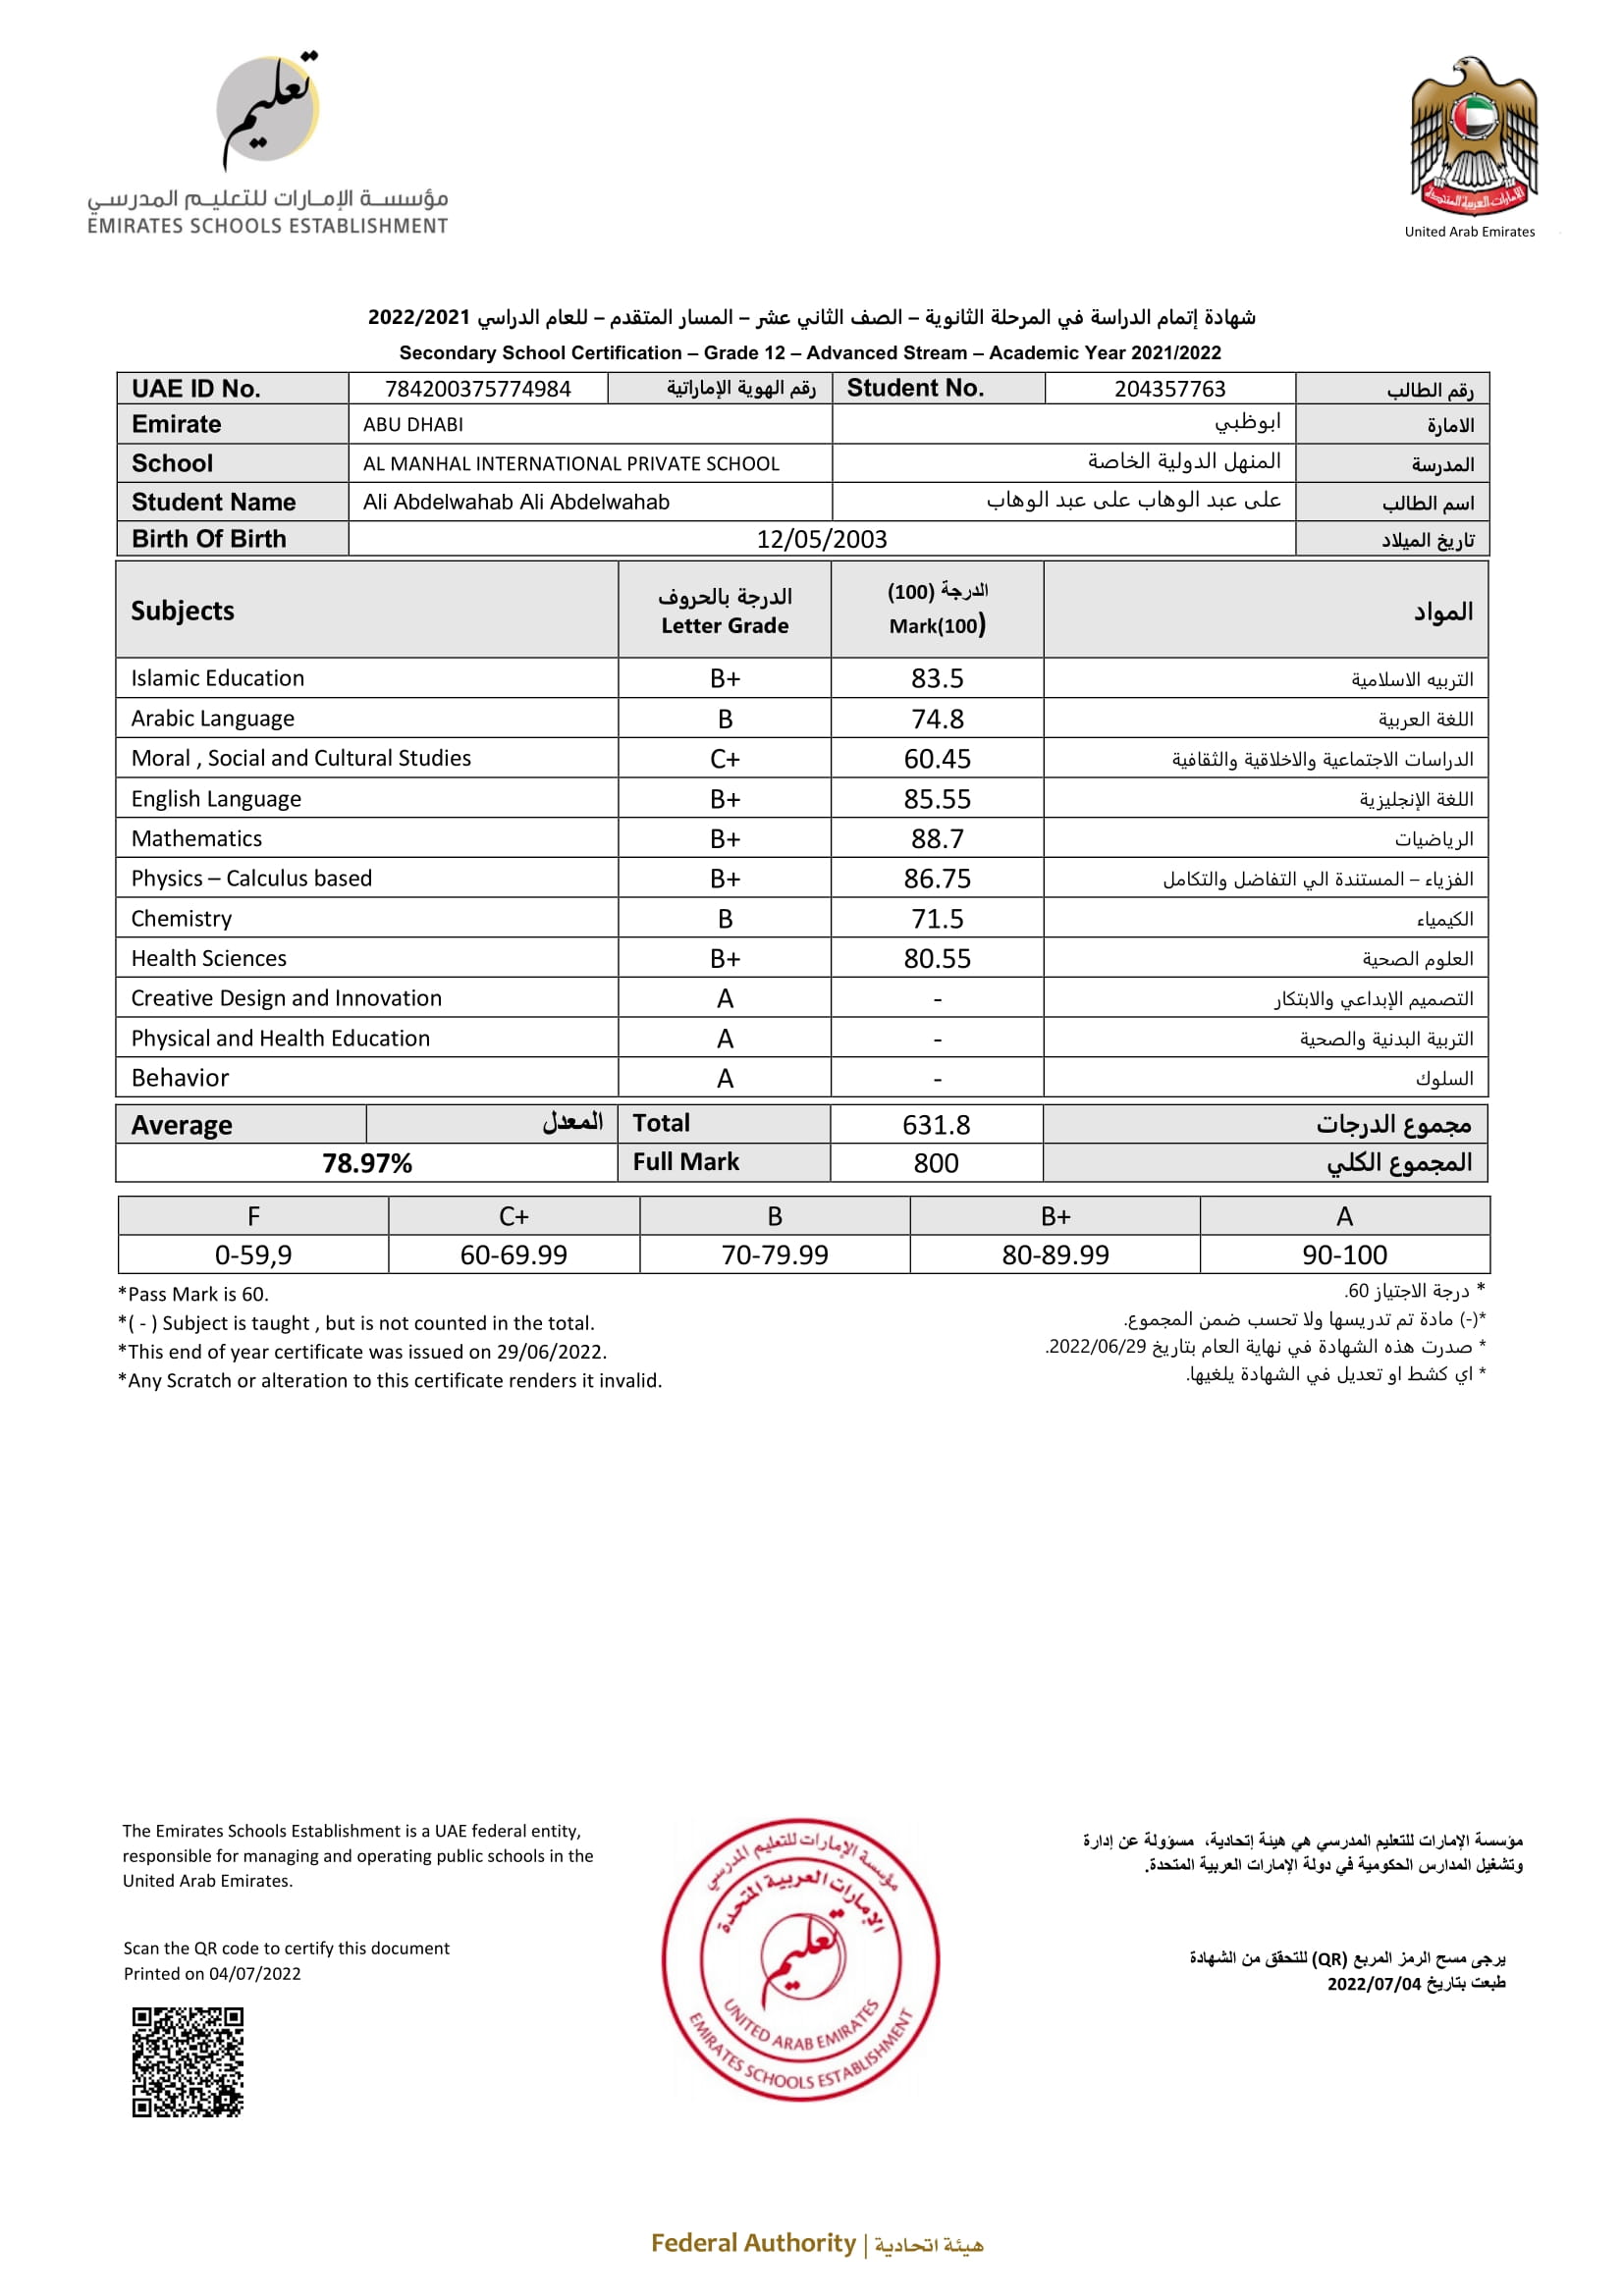 تعليم
مؤسسة الإمارات للتعليم المدرسي
EMIRATES SCHOOLS ESTABLISHMENT
الإمارات العربية المتحدة
United Arab Emirates
شهادة إتمام الدراسة في المرحلة الثانوية – الصف الثاني عشر – المسار المتقدم – للعام الدراسي 2022/2021
Secondary School Certification – Grade 12 – Advanced Stream – Academic Year 2021/2022
UAE ID No. 784200375774984 رقم الهوية الإماراتية Student No. 204357763 رقم الطالب
Emirate ABU DHABI ابوظبي الامارة
School AL MANHAL INTERNATIONAL PRIVATE SCHOOL المنهل الدولية الخاصة المدرسة
Student Name Ali Abdelwahab Ali Abdelwahab على عبد الوهاب على عبد الوهاب اسم الطالب
Birth Of Birth 12/05/2003 تاريخ الميلاد
Subjects الدرجة بالحروف الدرجة (100) المواد
Letter Grade Mark(100)
Islamic Education B+ 83.5 التربيه الاسلامية
Arabic Language B 74.8 اللغة العربية
Moral , Social and Cultural Studies C+ 60.45 الدراسات الاجتماعية والاخلاقية والثقافية
English Language B+ 85.55 اللغة الإنجليزية
Mathematics B+ 88.7 الرياضيات
Physics – Calculus based B+ 86.75 الفزياء – المستندة الي التفاضل والتكامل
Chemistry B 71.5 الكيمياء
Health Sciences B+ 80.55 العلوم الصحية
Creative Design and Innovation A - التصميم الإبداعي والابتكار
Physical and Health Education A - التربية البدنية والصحية
Behavior A - السلوك
Average المعدل Total 631.8 مجموع الدرجات
78.97% Full Mark 800 المجموع الكلي
F C+ B B+ A
0-59,9 60-69.99 70-79.99 80-89.99 90-100
*Pass Mark is 60.
*( - ) Subject is taught , but is not counted in the total.
*This end of year certificate was issued on 29/06/2022.
*Any Scratch or alteration to this certificate renders it invalid.
* درجة الاجتياز 60.
*(-) مادة تم تدريسها ولا تحسب ضمن المجموع.
* صدرت هذه الشهادة في نهاية العام بتاريخ 2022/06/29.
* اي كشط او تعديل في الشهادة يلغيها.
The Emirates Schools Establishment is a UAE federal entity,
responsible for managing and operating public schools in the
United Arab Emirates.
مؤسسة الإمارات للتعليم المدرسي هي هيئة إتحادية، مسؤولة عن إدارة
وتشغيل المدارس الحكومية في دولة الإمارات العربية المتحدة.
Scan the QR code to certify this document
Printed on 04/07/2022
مؤسسة الإمارات للتعليم المدرسي
الإمارات العربية المتحدة
تعليم
UNITED ARAB EMIRATES
EMIRATES SCHOOLS ESTABLISHMENT
يرجى مسح الرمز المربع (QR) للتحقق من الشهادة
طبعت بتاريخ 2022/07/04
Federal Authority | هيئة اتحادية